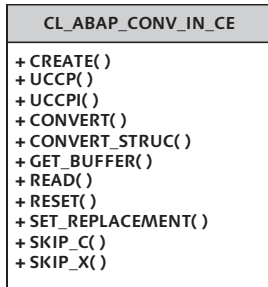 CL_ABAP_CONV_IN_CE
+ CREATE( )
+ UCCP( )
+ UCCPI( )
+ CONVERT( )
+ CONVERT_STRUC( )
+ GET_BUFFER( )
+ READ( )
+ RESET( )
+ SET_REPLACEMENT( )
+ SKIP_C( )
+ SKIP_X( )